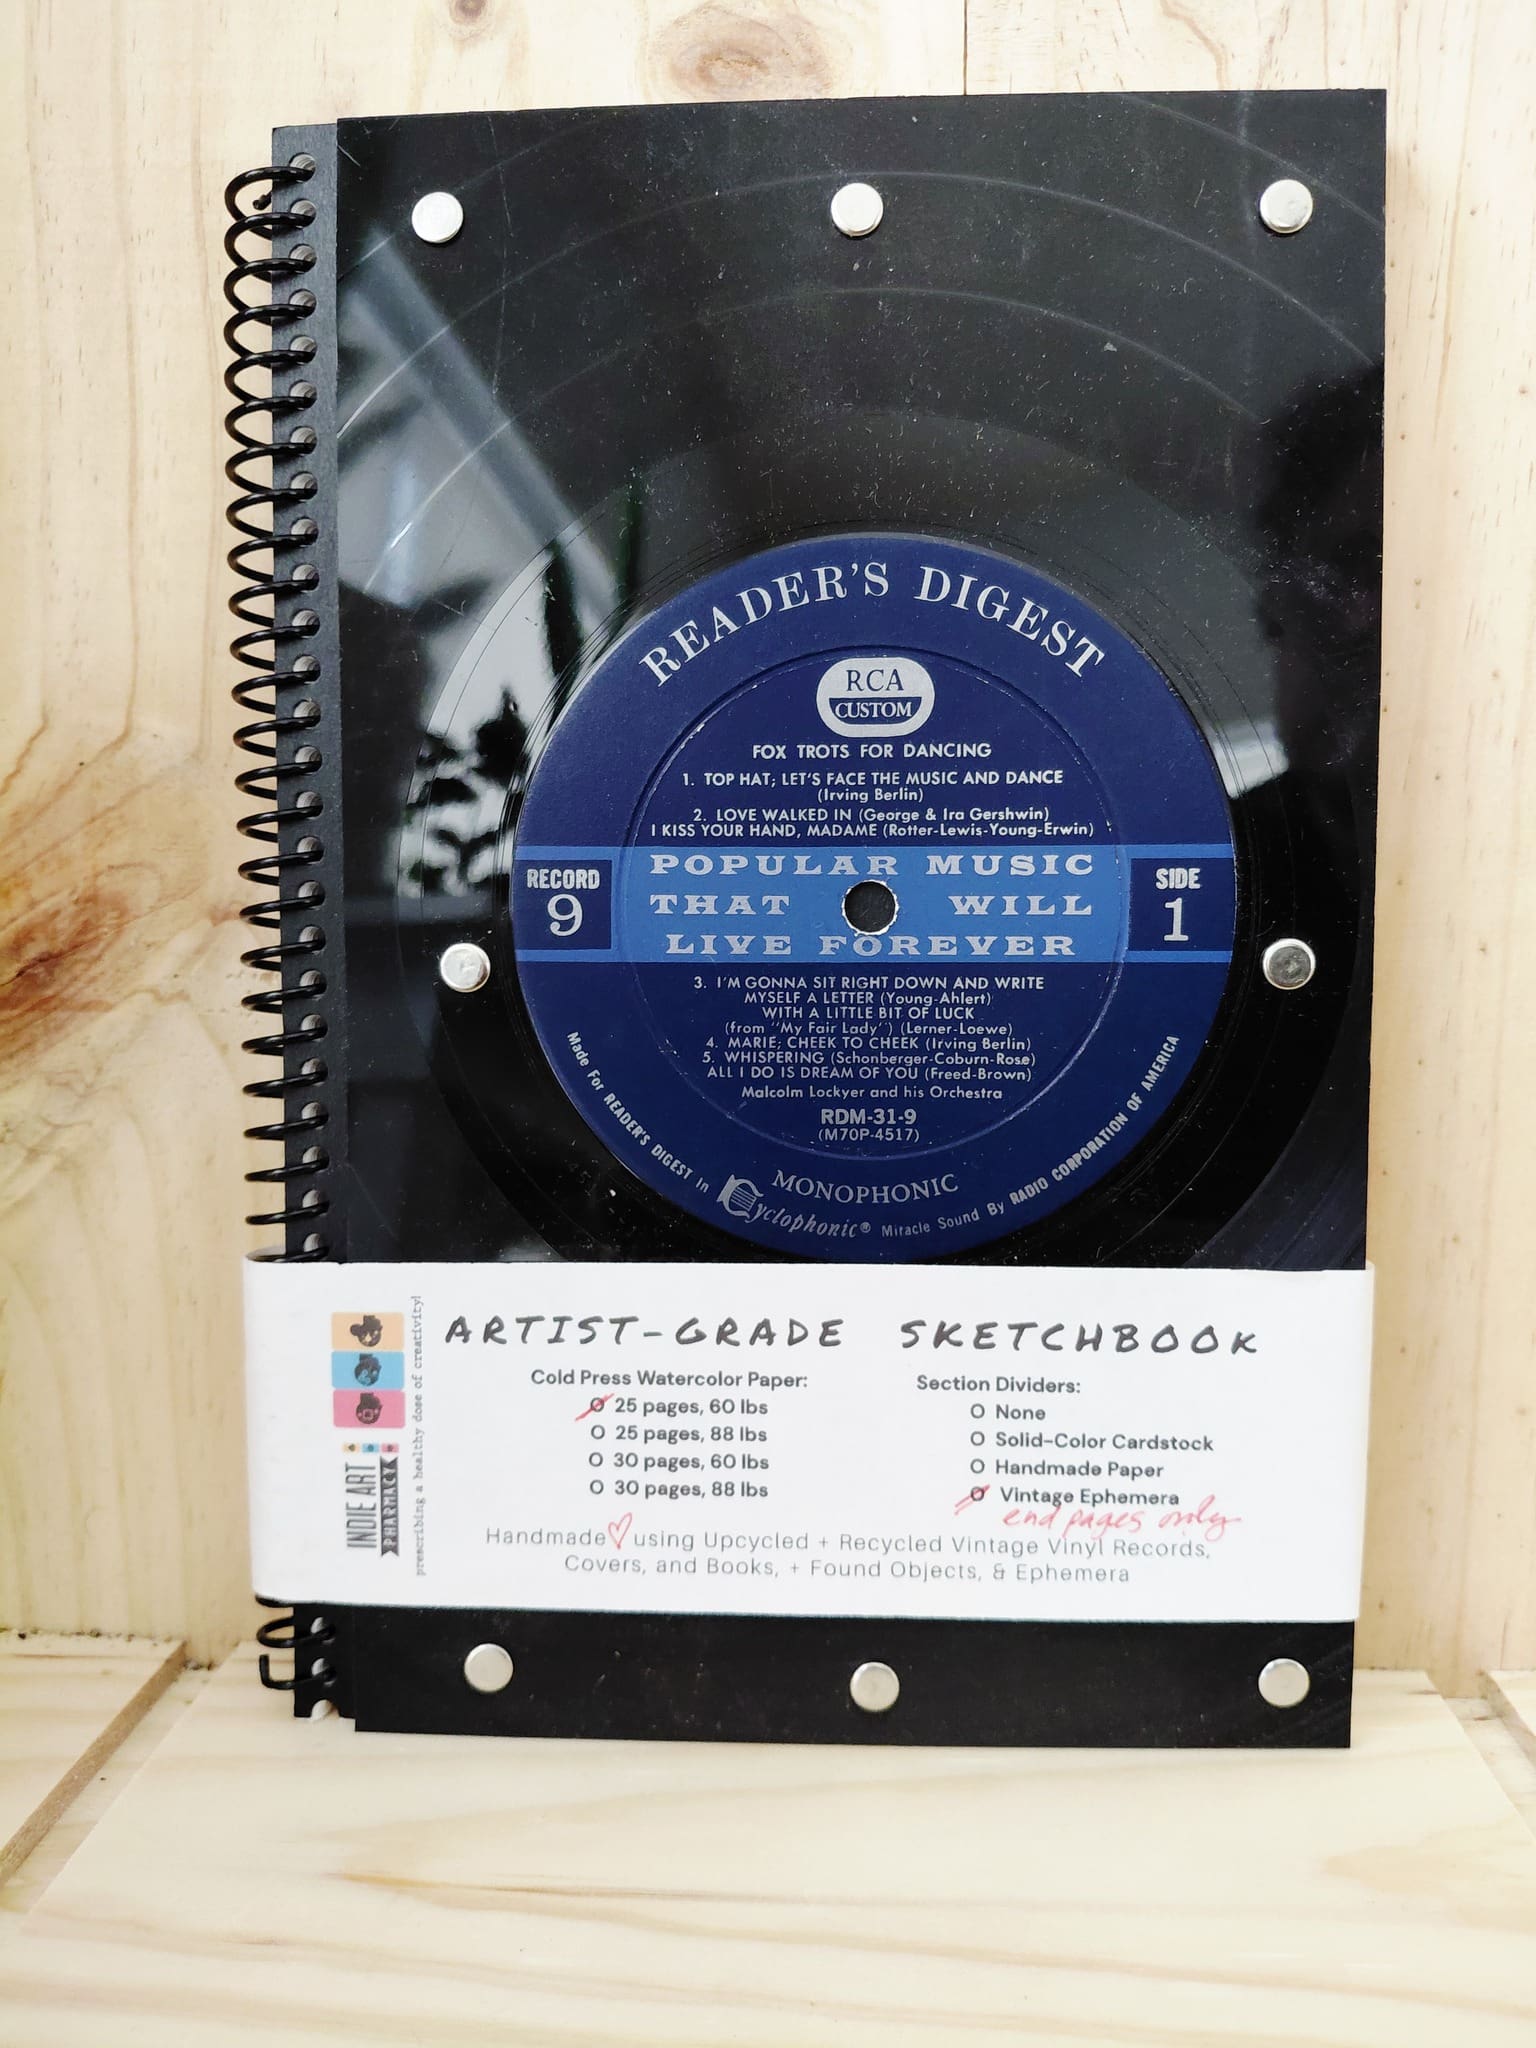 READER'S DIGEST
RCA
CUSTOM
FOX TROTS FOR DANCING
1. TOP HAT; LET'S FACE THE MUSIC AND DANCE
(Irving Berlin)
2. LOVE WALKED IN (George & Ira Gershwin)
I KISS YOUR HAND, MADAME (Rotter-Lewis-Young-Erwin)
RECORD
9
POPULAR MUSIC
THAT WILL
LIVE FOREVER
SIDE
1
3. I'M GONNA SIT RIGHT DOWN AND WRITE
MYSELF A LETTER (Young-Ahlert)
WITH A LITTLE BIT OF LUCK
(from "My Fair Lady") (Lerner-Loewe)
4. MARIE; CHEEK TO CHEEK (Irving Berlin)
5. WHISPERING (Schonberger-Coburn-Rose)
ALL I DO IS DREAM OF YOU (Freed-Brown)
Malcolm Lockyer and his Orchestra
RDM-31-9
(M70P-4517)
MONOPHONIC
Made For READER'S DIGEST In Cyclophonic® Miracle Sound By RADIO CORPORATION OF AMERICA
INDIE ART
PHARMACY
prescribing a healthy dose of creativity!
ARTIST-GRADE SKETCHBOOK
Cold Press Watercolor Paper:
O 25 pages, 60 lbs
O 25 pages, 88 lbs
O 30 pages, 60 lbs
O 30 pages, 88 lbs
Section Dividers:
O None
O Solid-Color Cardstock
O Handmade Paper
O Vintage Ephemera
end pages only
Handmade using Upcycled + Recycled Vintage Vinyl Records,
Covers, and Books, + Found Objects, & Ephemera